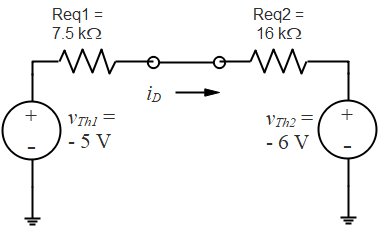 Req1 =
7.5 kΩ
Req2 =
16 kΩ
iD
+
vTh1 =
- 5 V
-
vTh2 =
- 6 V
+
-